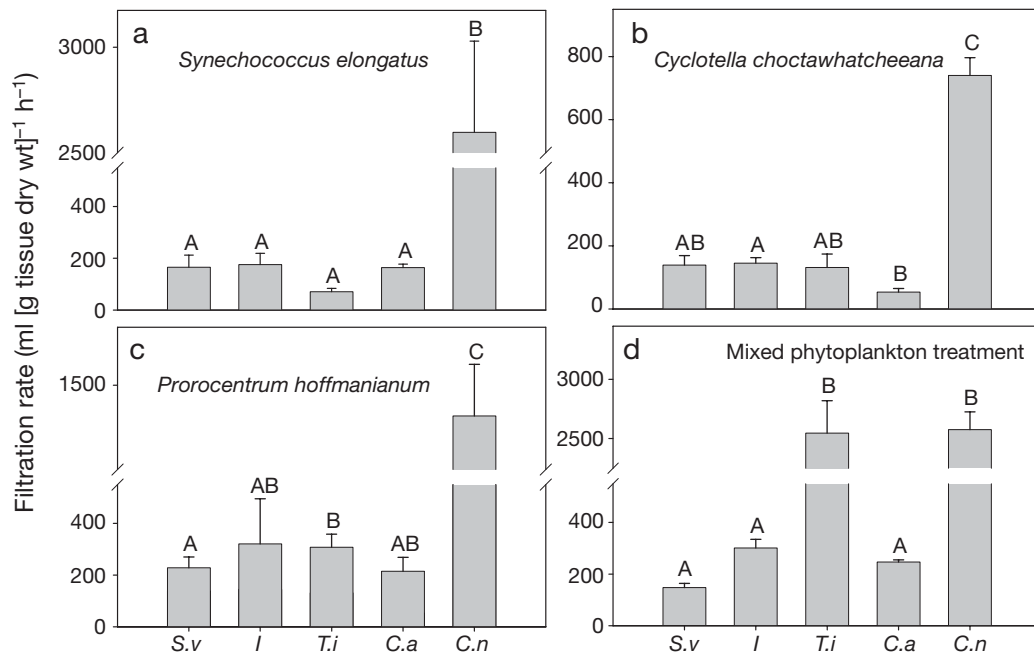 Filtration rate (ml [g tissue dry wt]⁻¹ h⁻¹)
a
Synechococcus elongatus
3000
2500
400
200
0
A
A
A
A
B
b
Cyclotella choctawhatcheeana
800
600
400
200
0
AB
A
AB
B
C
c
Prorocentrum hoffmanianum
1500
400
200
0
A
AB
B
AB
C
S.v I T.i C.a C.n
d
Mixed phytoplankton treatment
3000
2500
400
200
0
A
A
B
A
B
S.v I T.i C.a C.n